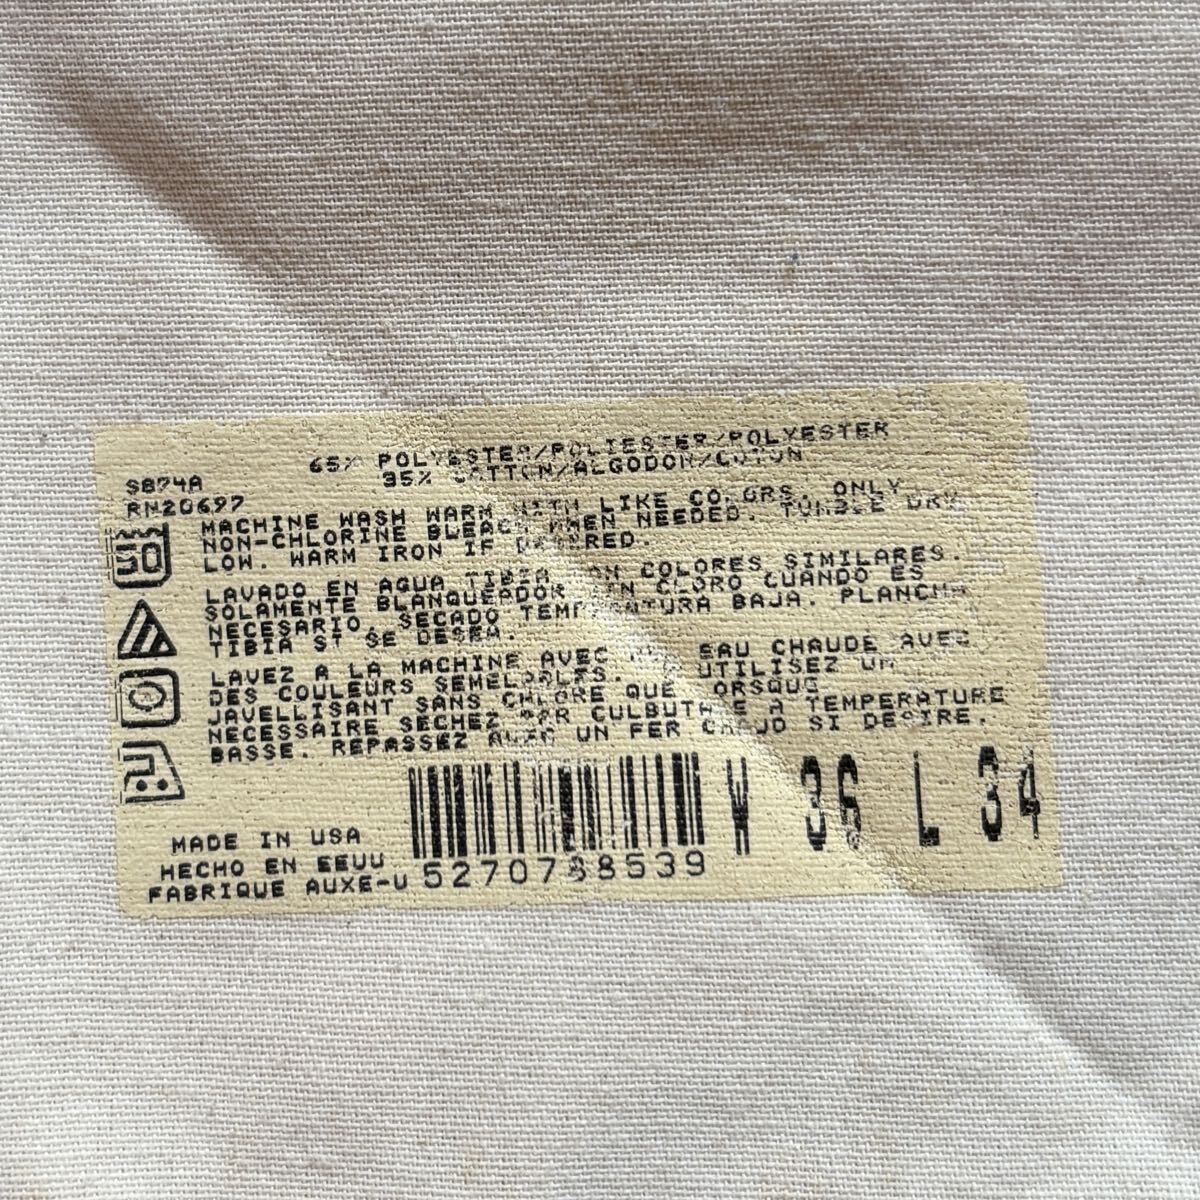 65% POLYESTER/POLIESTER/POLYESTER
35% COTTON/ALGODON/COTON
S874A
RN20697
MACHINE WASH WARM WITH LIKE COLORS. ONLY
NON-CHLORINE BLEACH WHEN NEEDED. TUMBLE DRY
LOW. WARM IRON IF DESIRED.
50
LAVADO EN AGUA TIBIA CON COLORES SIMILARES.
SOLAMENTE BLANQUEADOR SIN CLORO CUANDO ES
NECESARIO. SECADO TEMPERATURA BAJA. PLANCHA
TIBIA SI SE DESEA.
LAVEZ A LA MACHINE AVEC EAU CHAUDE AVEC
DES COULEURS SEMELABLES. UTILISEZ UN
JAVELLISANT SANS CHLORE QUE LORSQUE
NECESSAIRE. SECHEZ PAR CULBUTAGE A TEMPERATURE
BASSE. REPASSEZ AVEC UN FER CHAUD SI DESIRE.
MADE IN USA
HECHO EN EEUU
FABRIQUE AUXE-U
5270788539
W 36 L 34